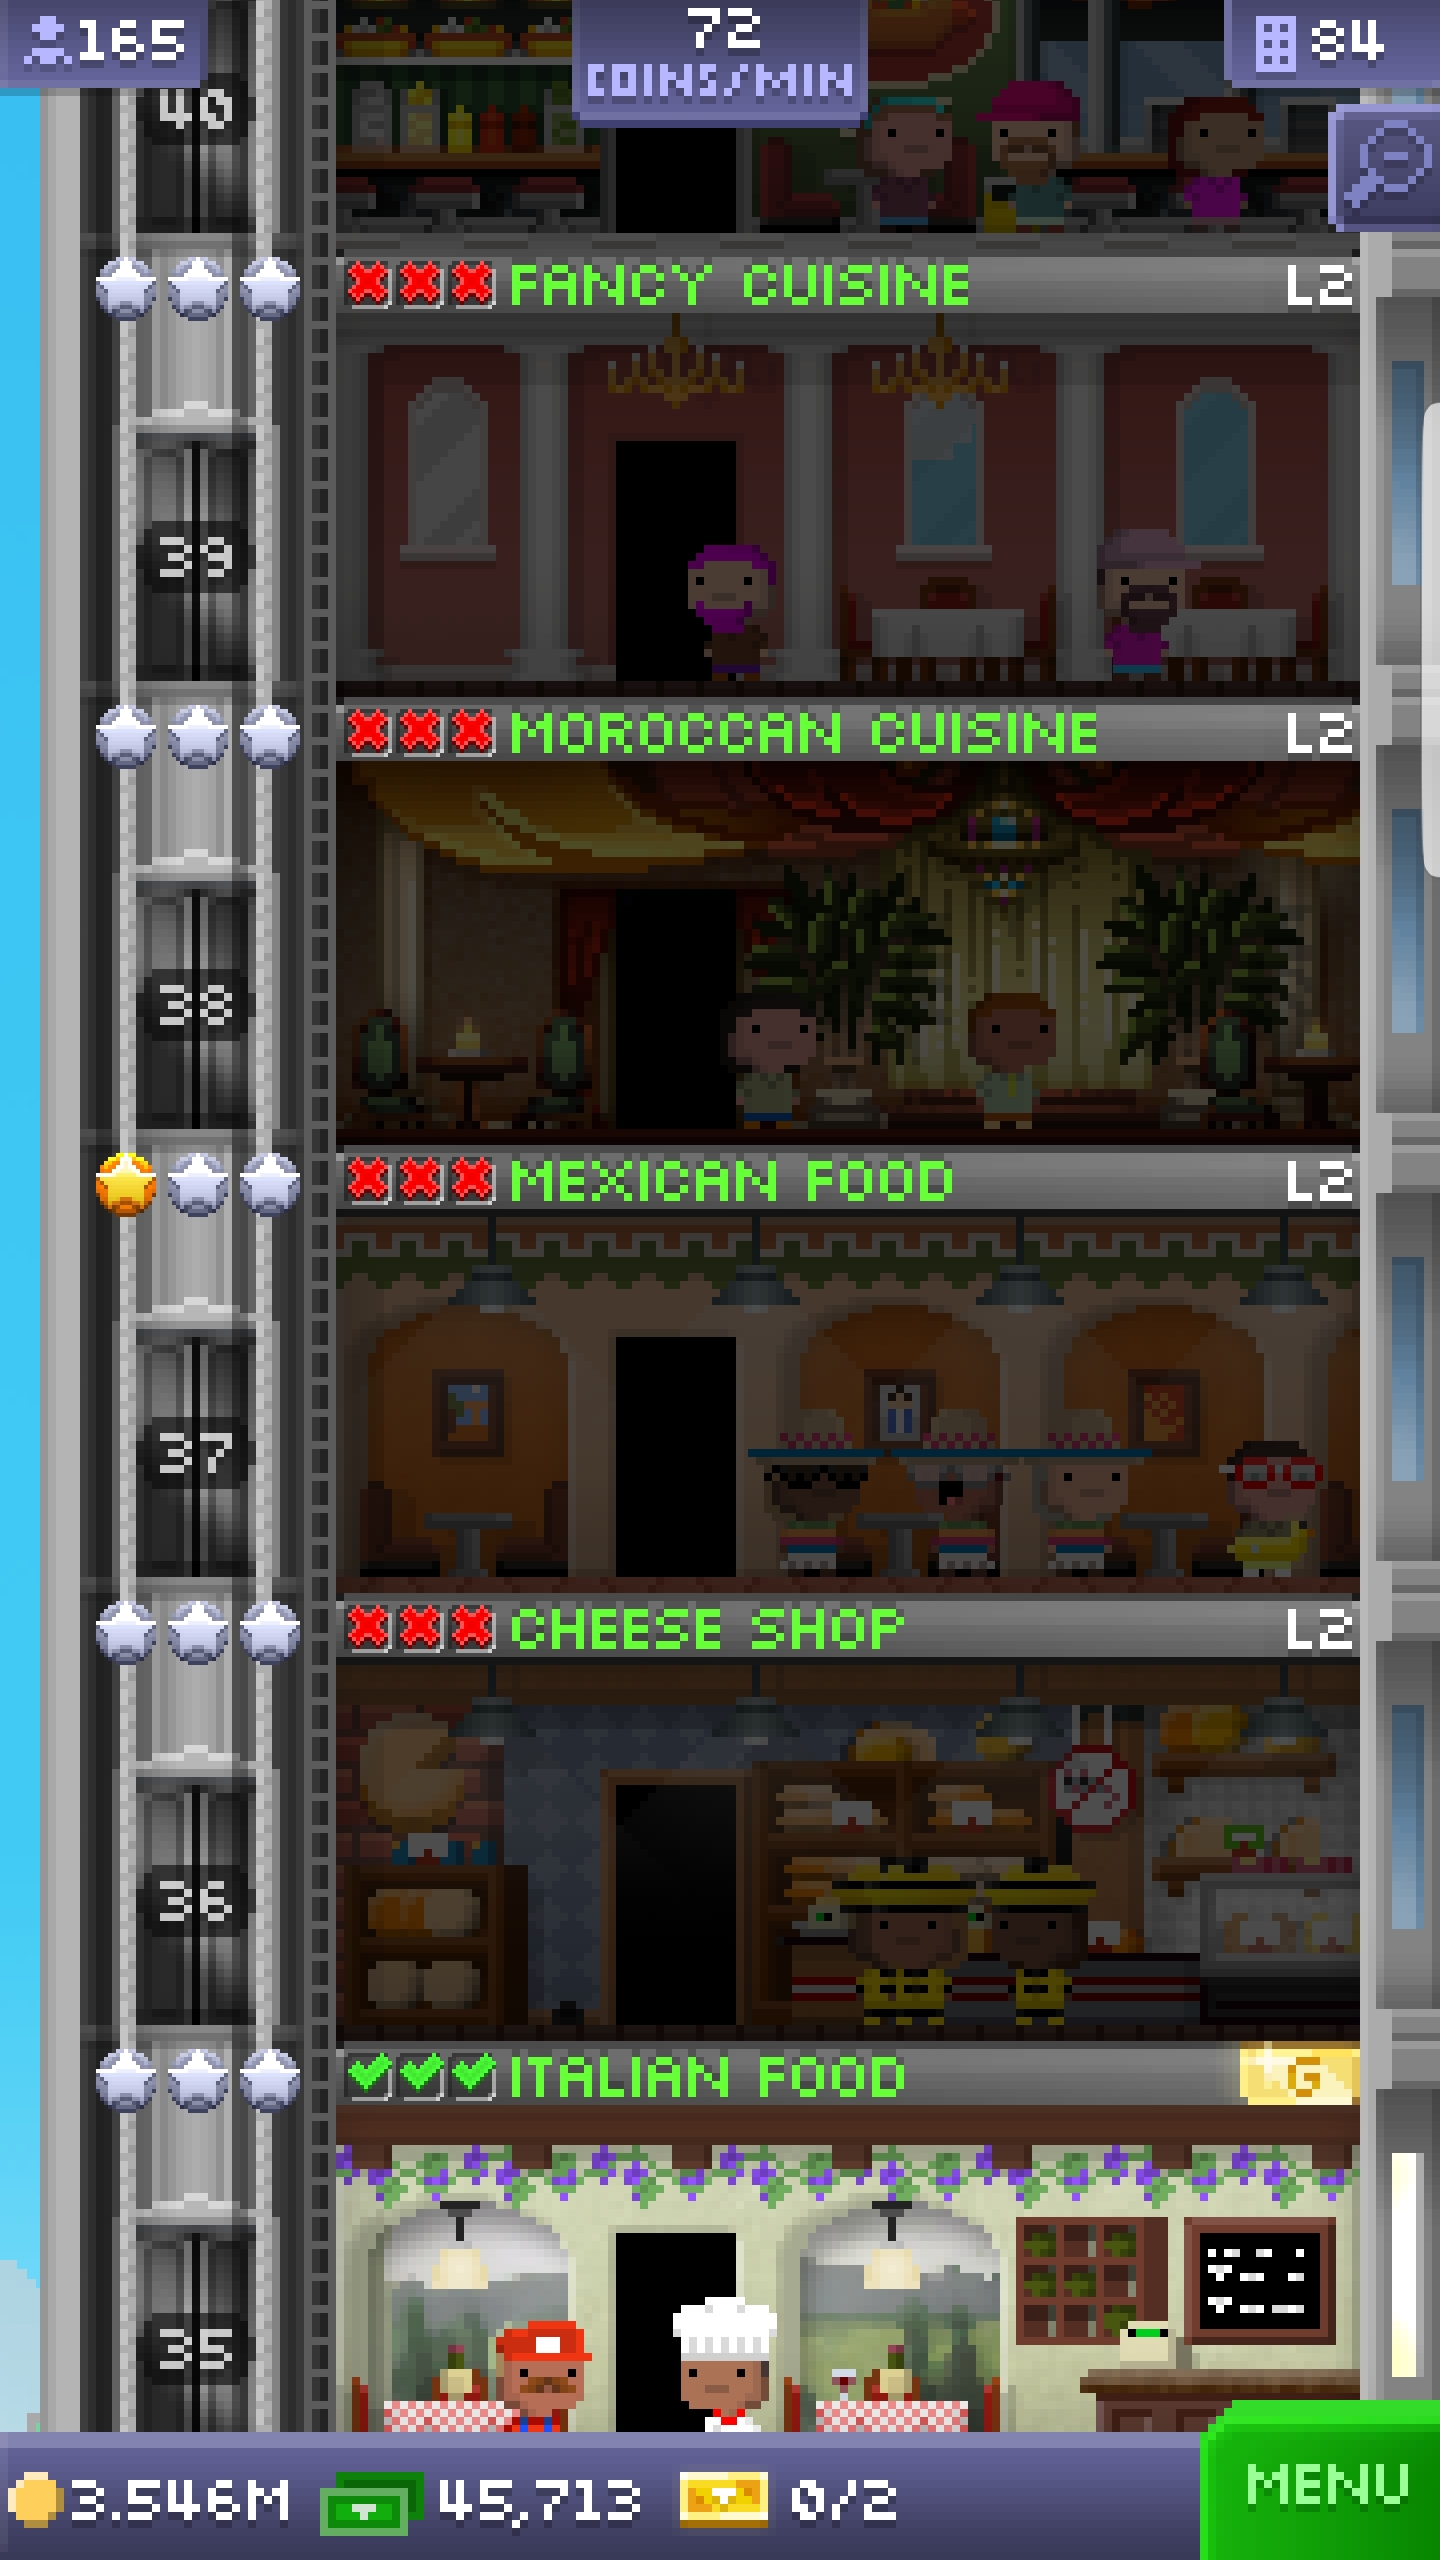 165
72
COINS/MIN
84
40
FANCY CUISINE L2
39
MOROCCAN CUISINE L2
38
MEXICAN FOOD L2
37
CHEESE SHOP L2
36
ITALIAN FOOD G
35
3.546M 45,713 0/2
MENU